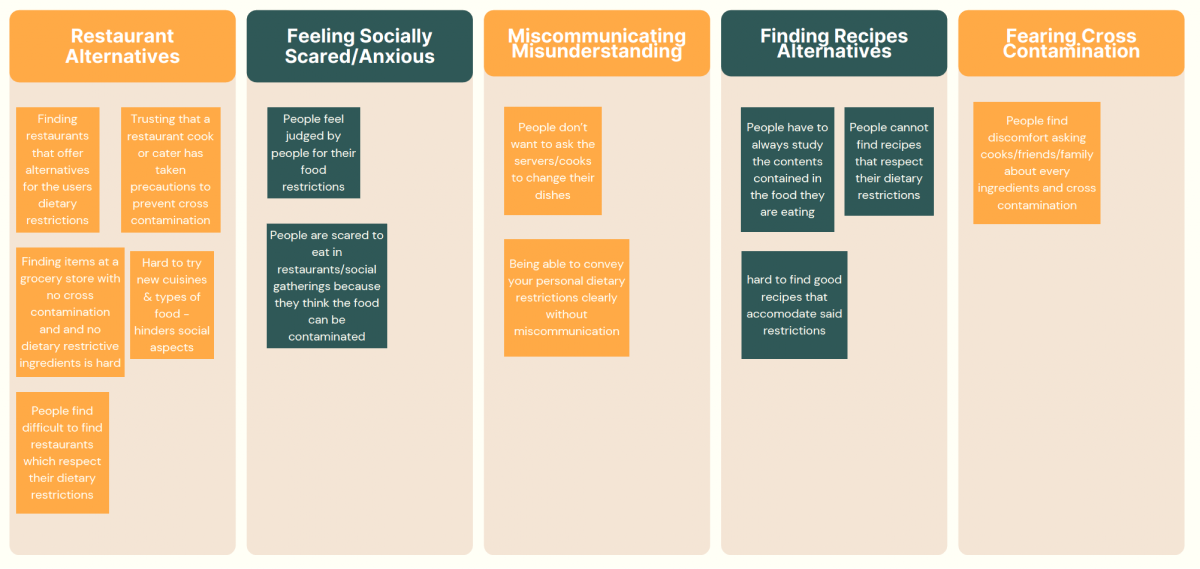 Restaurant
Alternatives
Finding
restaurants
that offer
alternatives
for the users
dietary
restrictions
Trusting that a
restaurant cook
or cater has
taken
precautions to
prevent cross
contamination
Finding items at a
grocery store with
no cross
contamination
and and no
dietary restrictive
ingredients is hard
Hard to try
new cuisines
& types of
food –
hinders social
aspects
People find
difficult to find
restaurants
which respect
their dietary
restrictions
Feeling Socially
Scared/Anxious
People feel
judged by
people for their
food
restrictions
People are scared to
eat in
restaurants/social
gatherings because
they think the food
can be
contaminated
Miscommunicating
Misunderstanding
People don't
want to ask the
servers/cooks
to change their
dishes
Being able to convey
your personal dietary
restrictions clearly
without
miscommunication
Finding Recipes
Alternatives
People have to
always study
the contents
contained in
the food they
are eating
People cannot
find recipes
that respect
their dietary
restrictions
hard to find good
recipes that
accomodate said
restrictions
Fearing Cross
Contamination
People find
discomfort asking
cooks/friends/family
about every
ingredients and cross
contamination